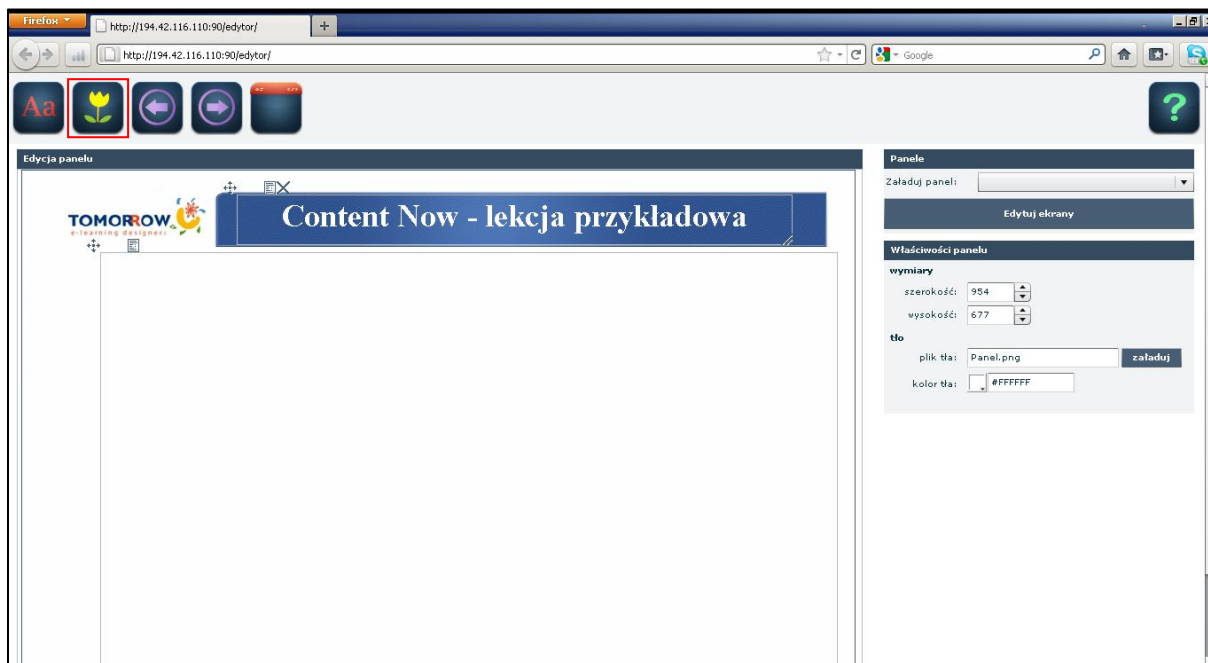 Firefox
http://194.42.116.110:90/edytor/
http://194.42.116.110:90/edytor/
Google
Aa
?
Edycja panelu
TOMORROW
e-learning designers
Content Now - lekcja przykładowa
Panele
Załaduj panel:
Edytuj ekrany
Właściwości panelu
wymiary
szerokość: 954
wysokość: 677
tło
plik tła: Panel.png załaduj
kolor tła: #FFFFFF